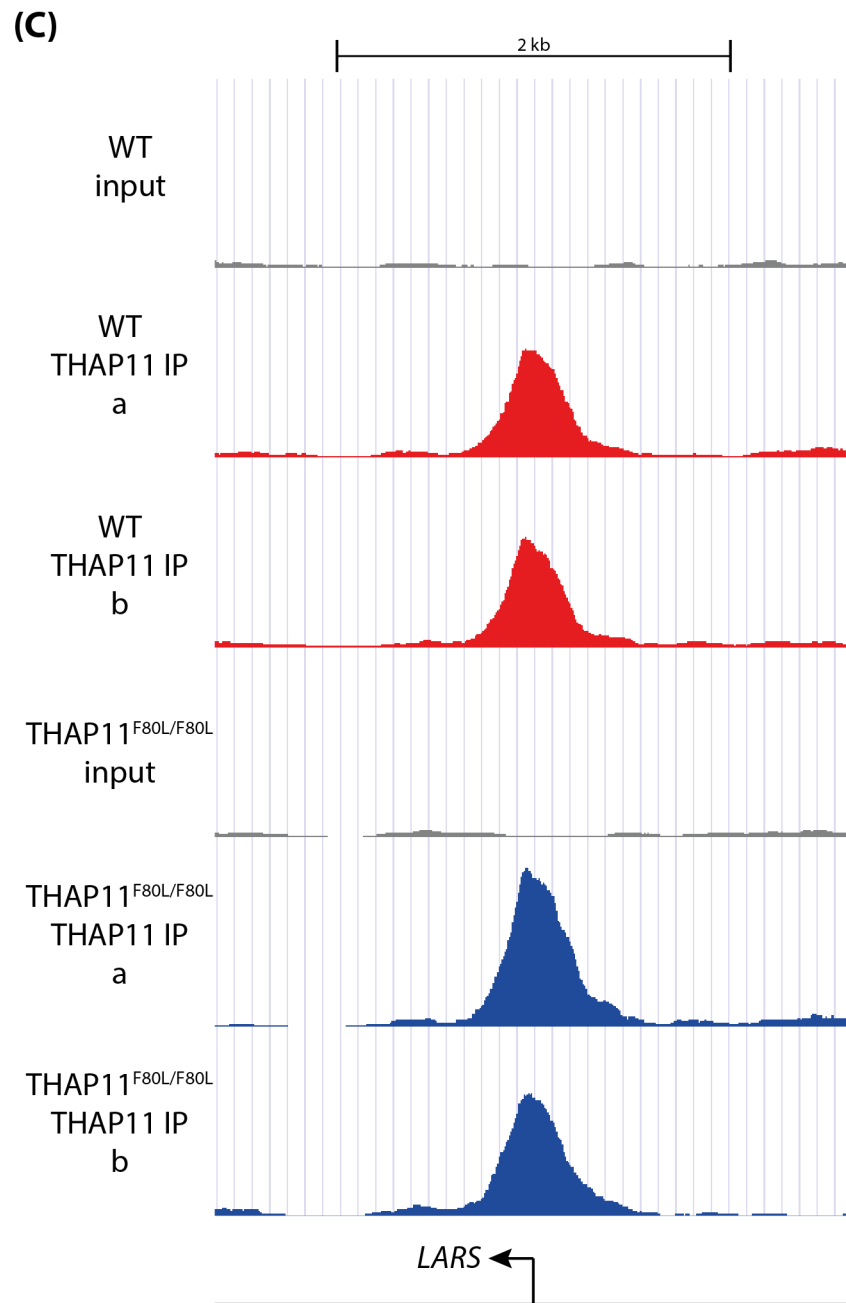 (C)
2 kb
WT
input
WT
THAP11 IP
a
WT
THAP11 IP
b
THAP11F80L/F80L
input
THAP11F80L/F80L
THAP11 IP
a
THAP11F80L/F80L
THAP11 IP
b
LARS